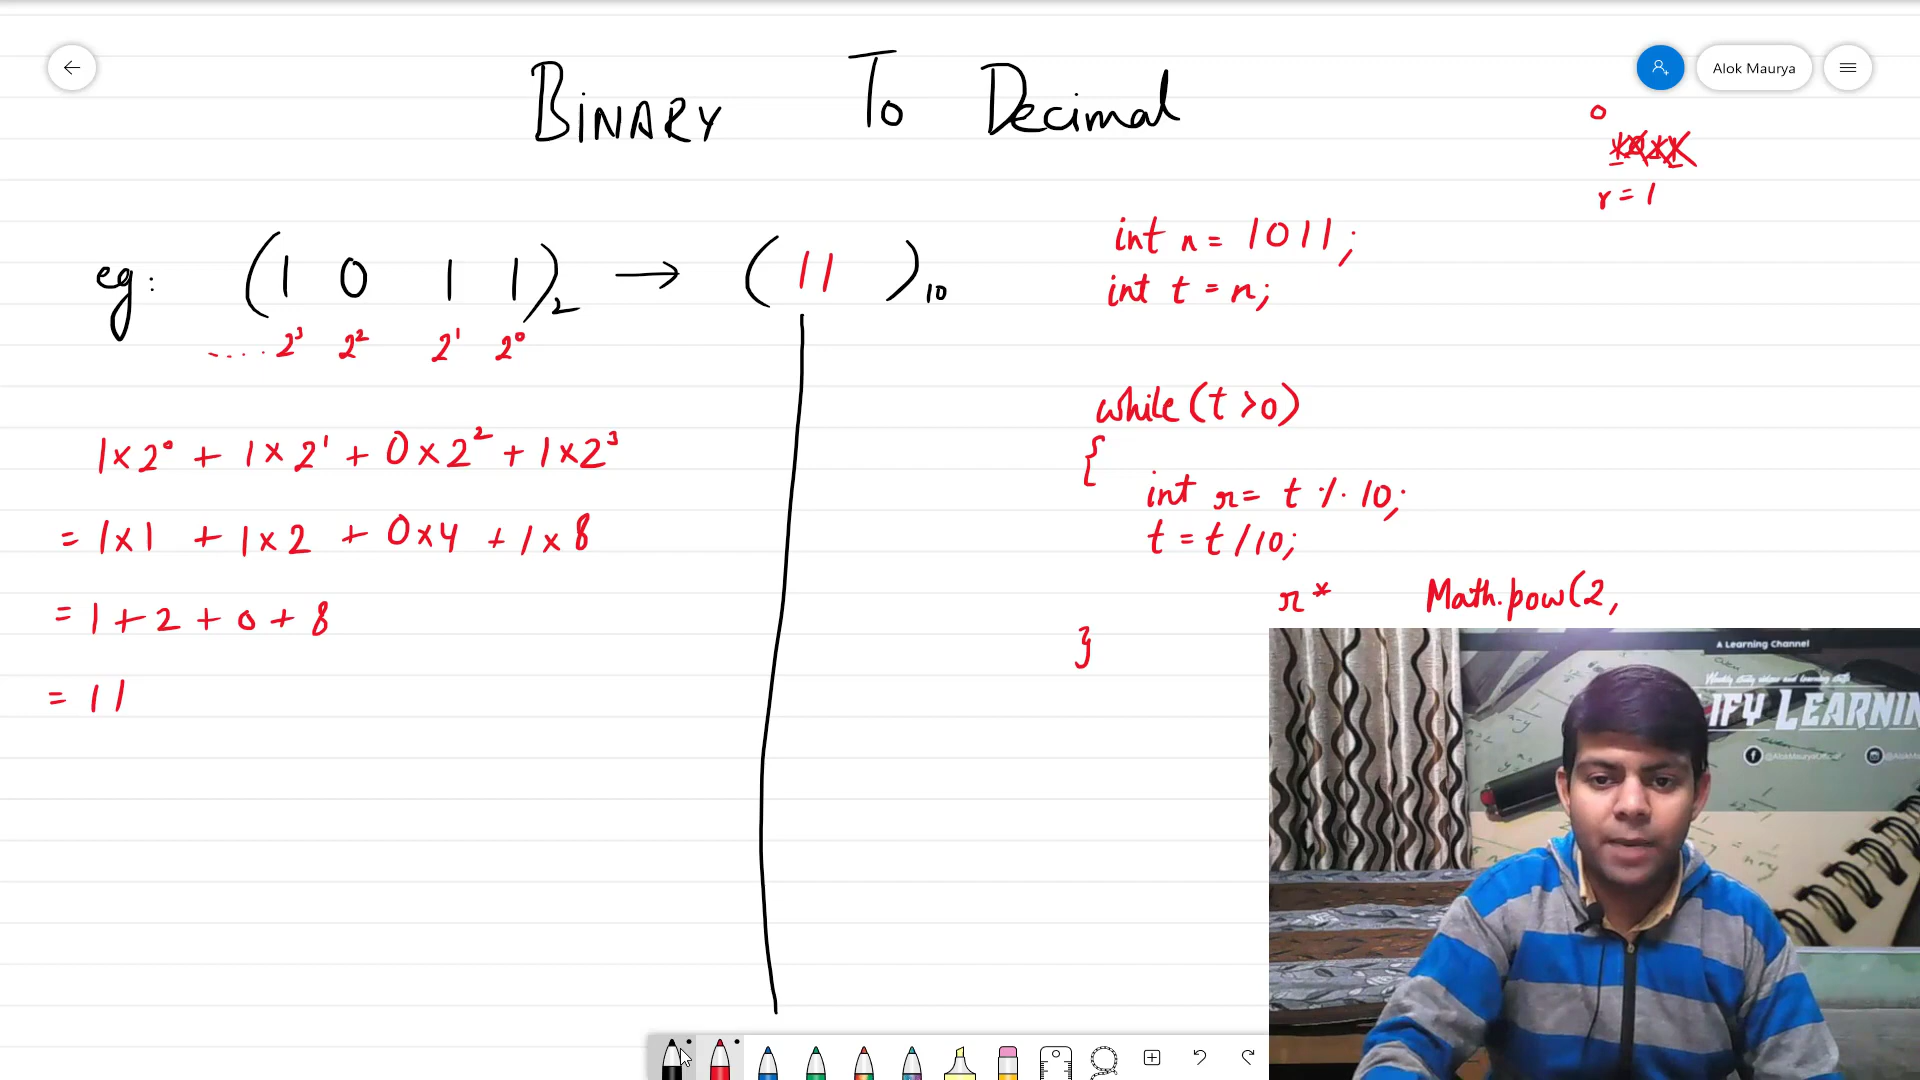 BINARY To Decimal
Alok Maurya
0
r = 1
eg: (1 0 1 1)₂ → (11)₁₀
.... 2³ 2² 2¹ 2⁰
1×2⁰ + 1×2¹ + 0×2² + 1×2³
= 1×1 + 1×2 + 0×4 + 1×8
= 1 + 2 + 0 + 8
= 11
int n = 1011;
int t = n;
while (t > 0)
{
int r = t % 10;
t = t / 10;
r * Math.pow(2,
}
A Learning Channel
IFY LEARNIN